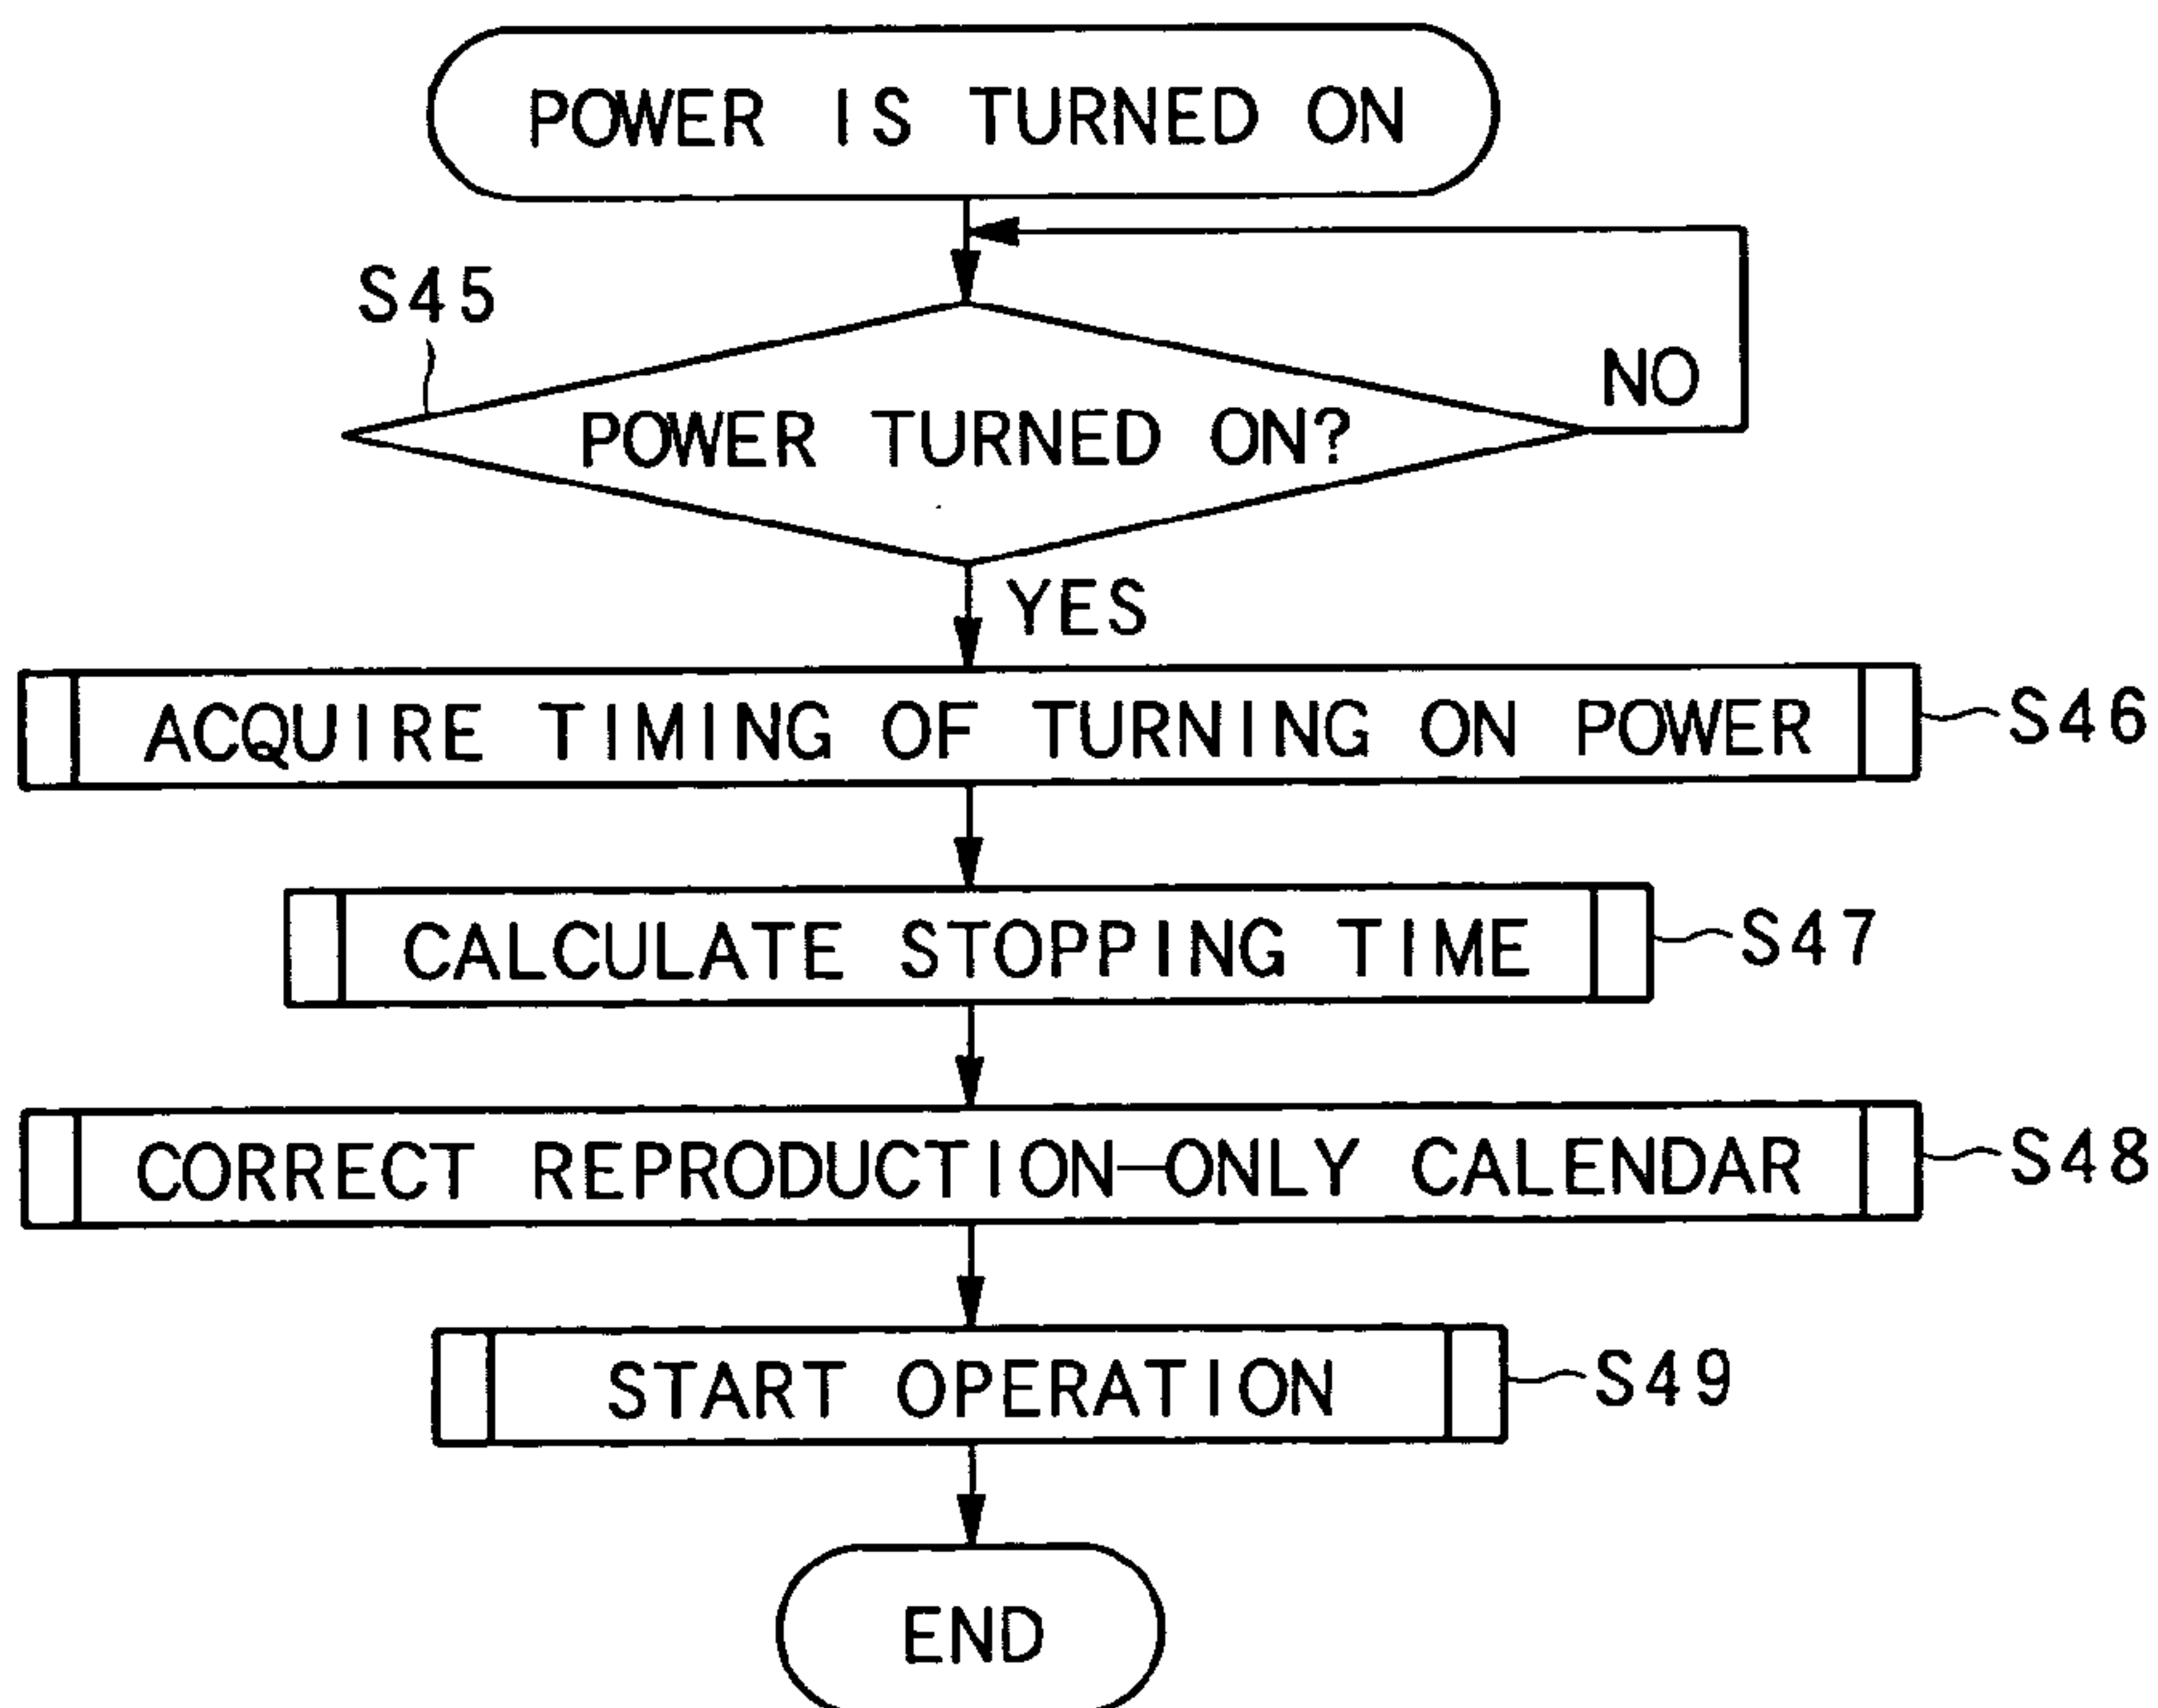 POWER IS TURNED ON
S45
NO
POWER TURNED ON?
YES
ACQUIRE TIMING OF TURNING ON POWER
S46
CALCULATE STOPPING TIME
S47
CORRECT REPRODUCTION-ONLY CALENDAR
S48
START OPERATION
S49
END